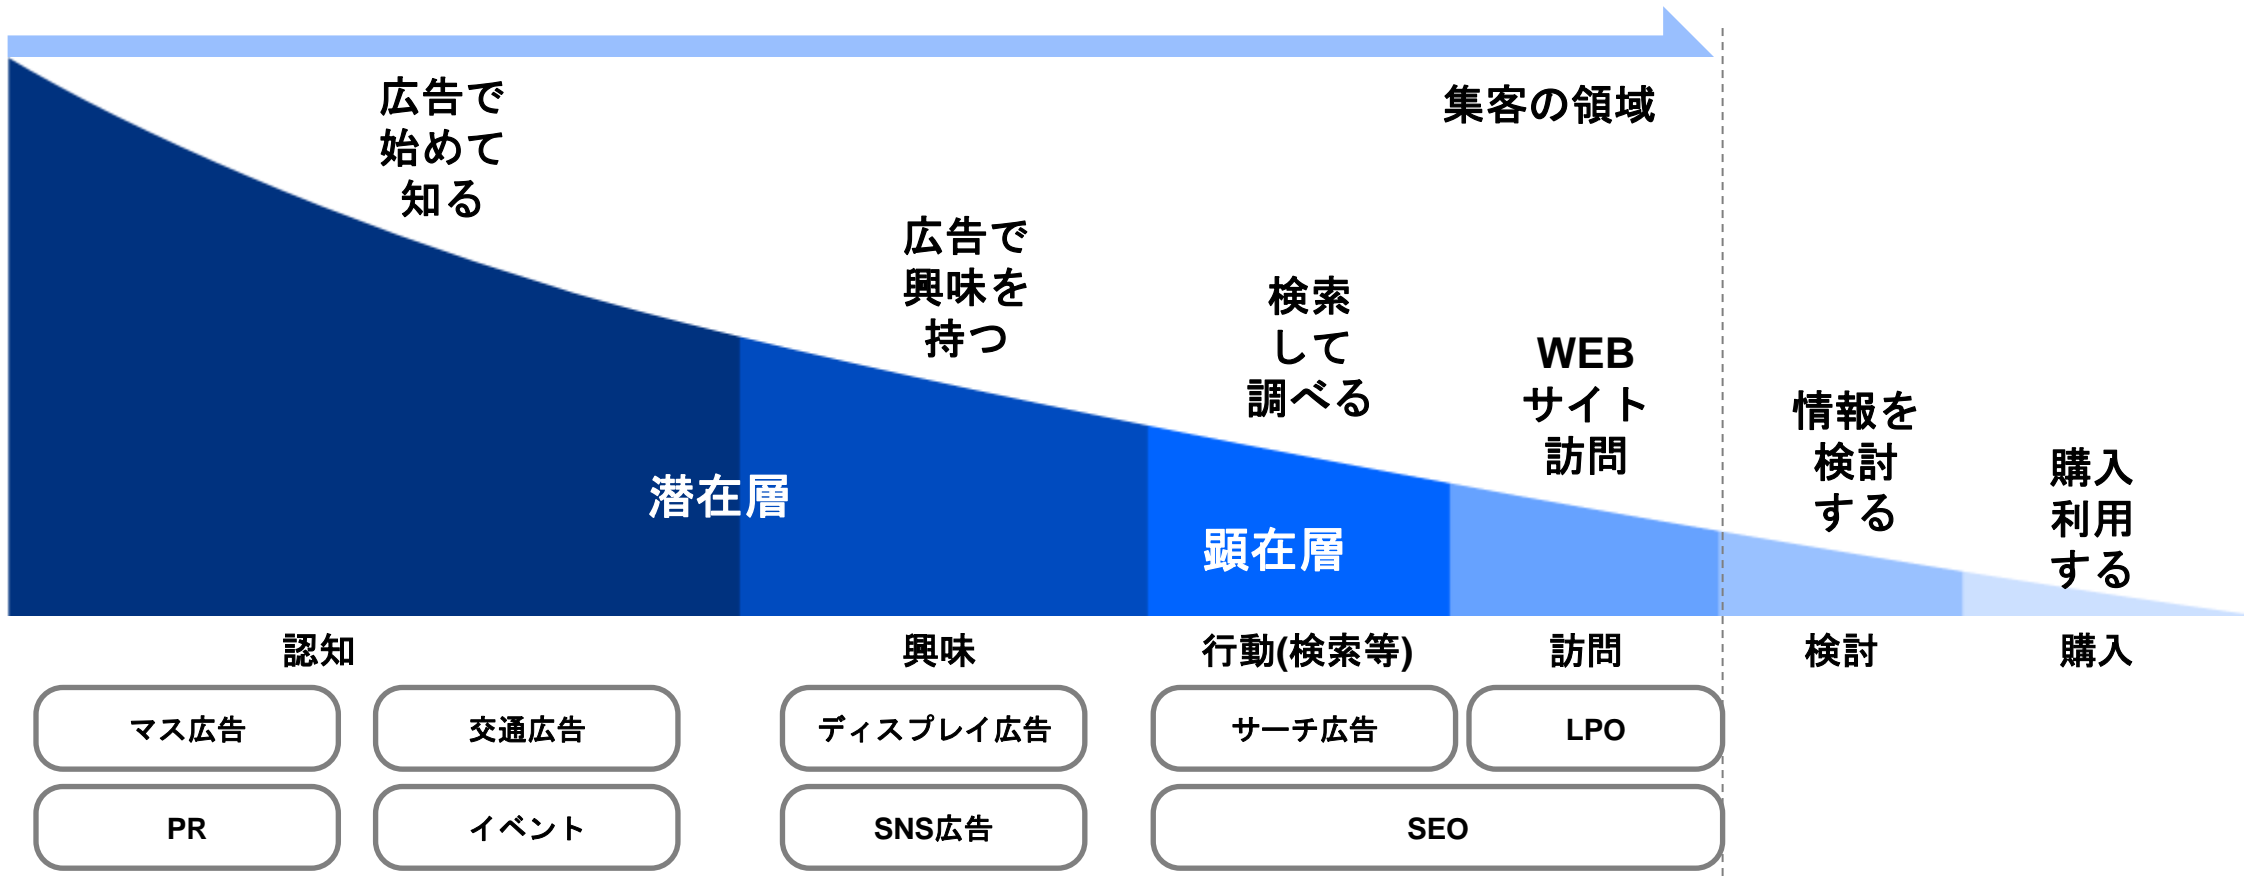 集客の領域
広告で
始めて
知る
広告で
興味を
持つ
検索
して
調べる
WEB
サイト
訪問
情報を
検討
する
購入
利用
する
潜在層
顕在層
認知
興味
行動(検索等)
訪問
検討
購入
マス広告
交通広告
ディスプレイ広告
サーチ広告
LPO
PR
イベント
SNS広告
SEO